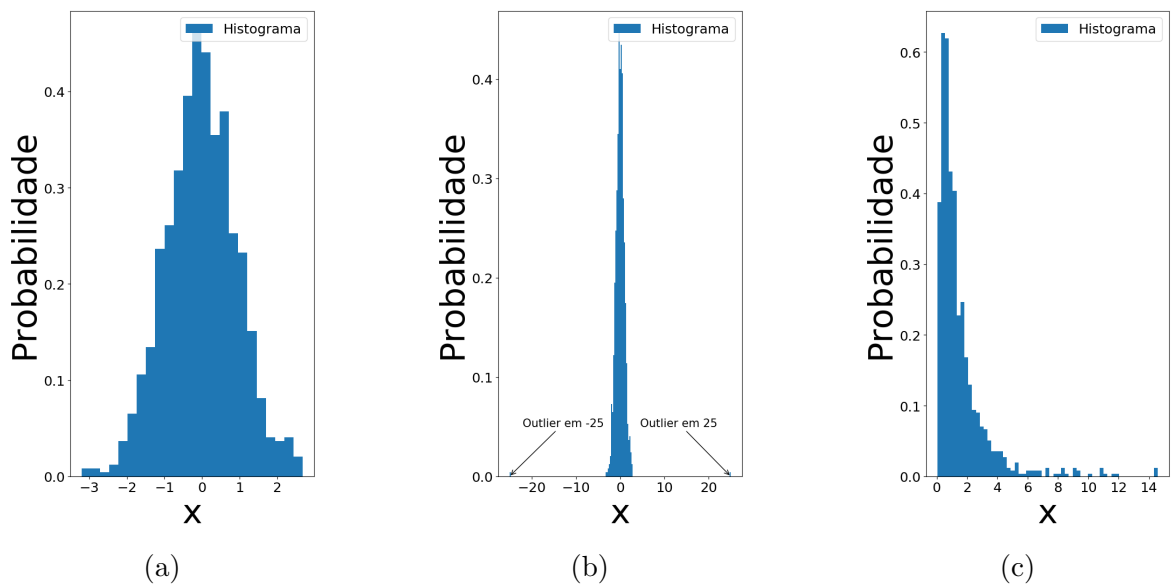 Histograma
Probabilidade
0.4
0.3
0.2
0.1
0.0
−3 −2 −1 0 1 2
x
(a)
Histograma
Probabilidade
0.4
0.3
0.2
0.1
0.0
Outlier em -25
Outlier em 25
−20 −10 0 10 20
x
(b)
Histograma
Probabilidade
0.6
0.5
0.4
0.3
0.2
0.1
0.0
0 2 4 6 8 10 12 14
x
(c)